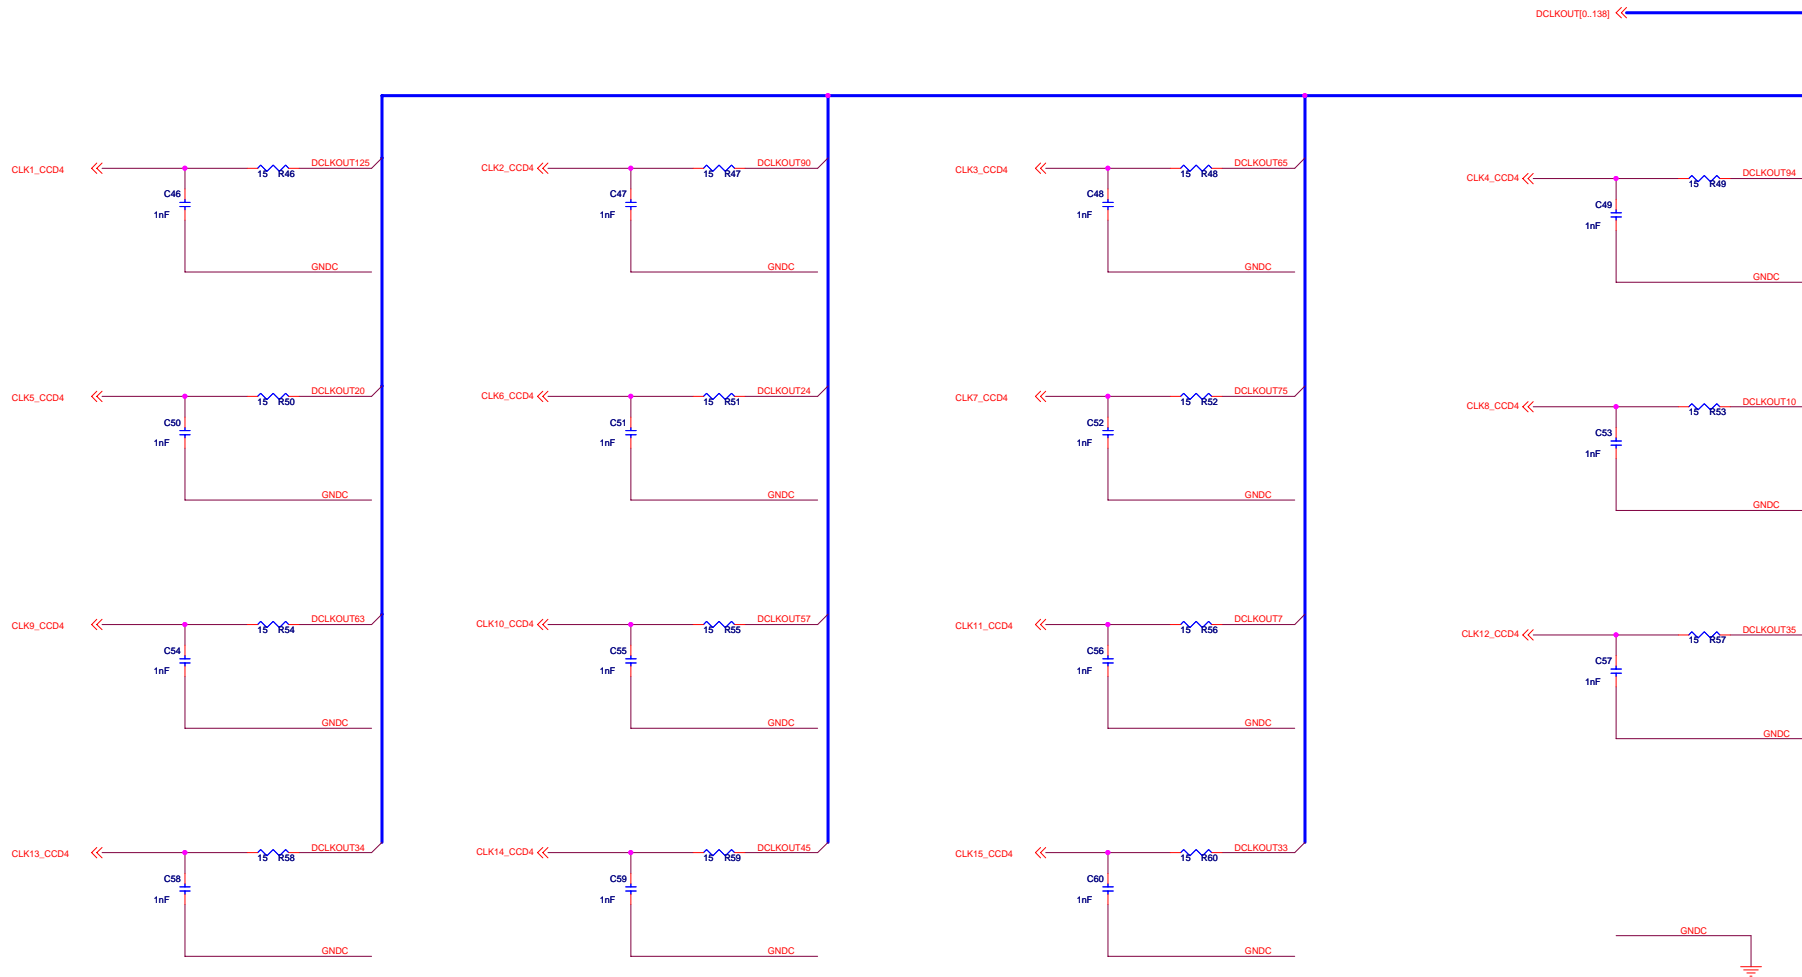 DCLKOUT[0..138]
CLK1_CCD4
DCLKOUT125
15 R46
C46
1nF
GNDC
CLK2_CCD4
DCLKOUT90
15 R47
C47
1nF
GNDC
CLK3_CCD4
DCLKOUT65
15 R48
C48
1nF
GNDC
CLK4_CCD4
DCLKOUT94
15 R49
C49
1nF
GNDC
CLK5_CCD4
DCLKOUT20
15 R50
C50
1nF
GNDC
CLK6_CCD4
DCLKOUT24
15 R51
C51
1nF
GNDC
CLK7_CCD4
DCLKOUT75
15 R52
C52
1nF
GNDC
CLK8_CCD4
DCLKOUT10
15 R53
C53
1nF
GNDC
CLK9_CCD4
DCLKOUT63
15 R54
C54
1nF
GNDC
CLK10_CCD4
DCLKOUT57
15 R55
C55
1nF
GNDC
CLK11_CCD4
DCLKOUT7
15 R56
C56
1nF
GNDC
CLK12_CCD4
DCLKOUT35
15 R57
C57
1nF
GNDC
CLK13_CCD4
DCLKOUT34
15 R58
C58
1nF
GNDC
CLK14_CCD4
DCLKOUT45
15 R59
C59
1nF
GNDC
CLK15_CCD4
DCLKOUT33
15 R60
C60
1nF
GNDC
GNDC